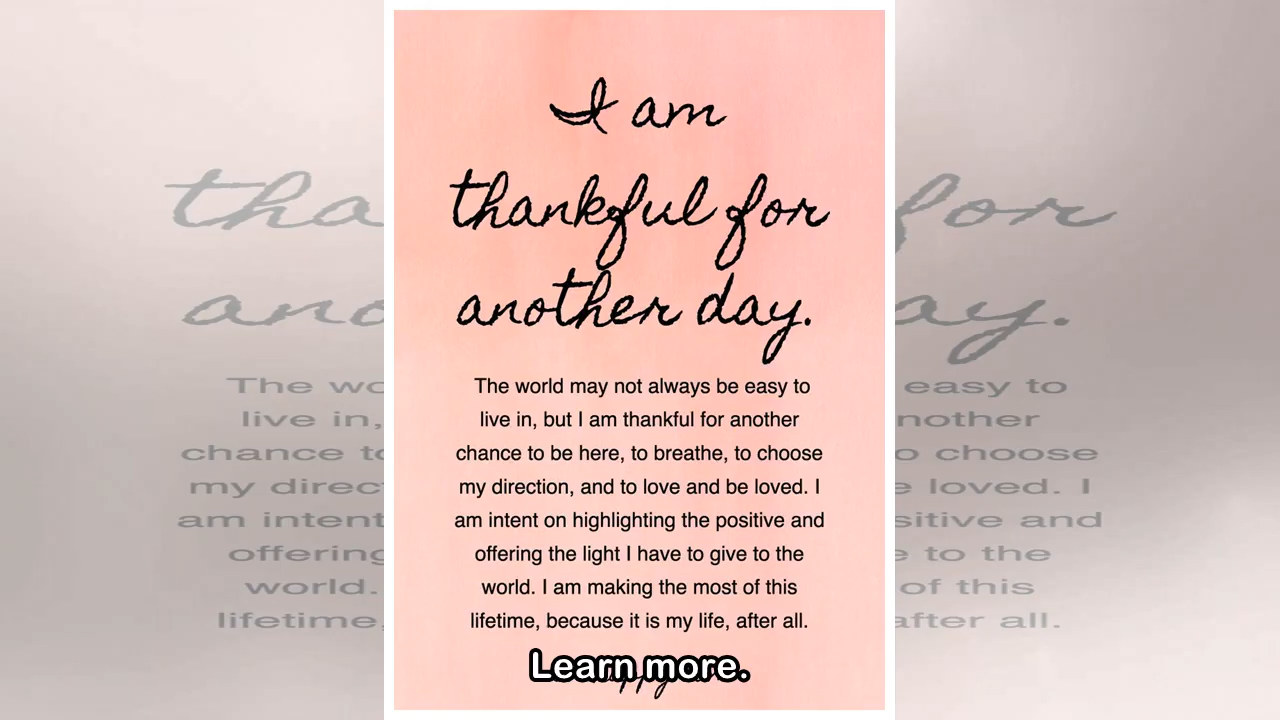 I am
thankful for
another day.
The world may not always be easy to
live in, but I am thankful for another
chance to be here, to breathe, to choose
my direction, and to love and be loved. I
am intent on highlighting the positive and
offering the light I have to give to the
world. I am making the most of this
lifetime, because it is my life, after all.
Learn more.